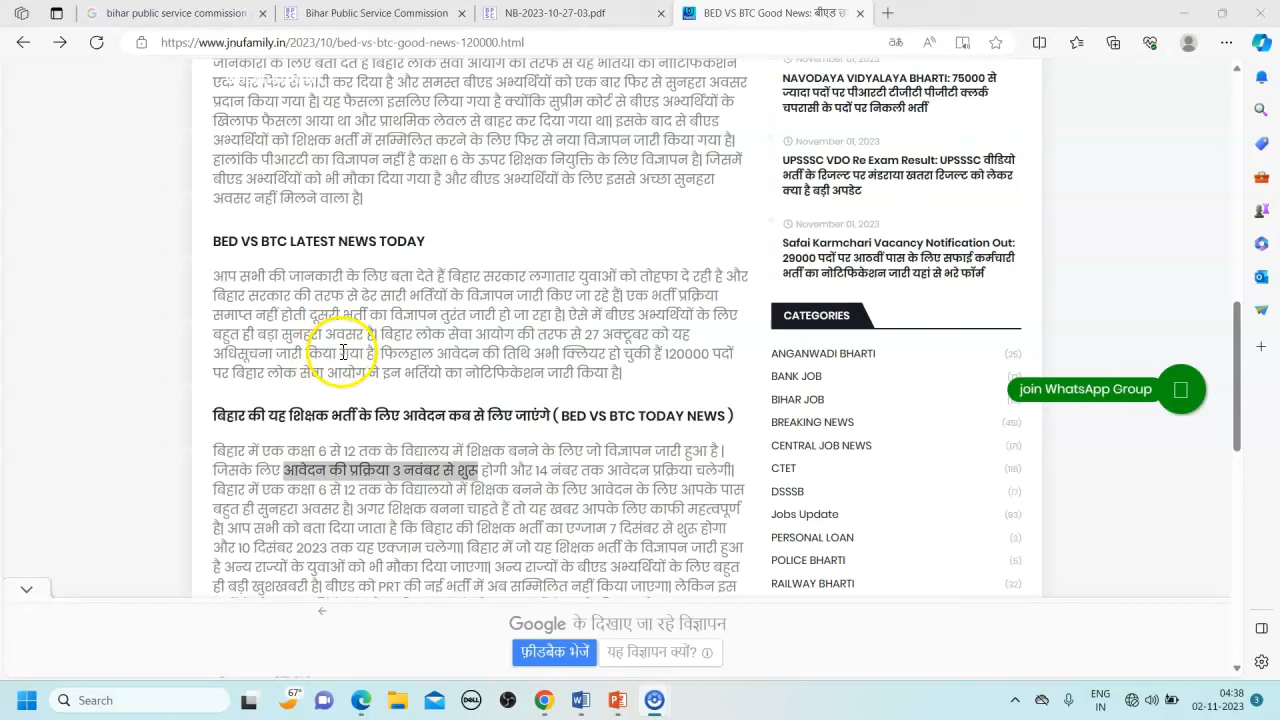 bihar public service commission
Bihar Public Service Commission
NB-2023-10-27-03.pdf
BED VS BTC Good News: बीएड
https://www.jnufamily.in/2023/10/bed-vs-btc-good-news-120000.html
जानकारी के लिए बता देते हैं बिहार लोक सेवा आयोग की तरफ से यह भर्तियों का नोटिफिकेशन
एक बार फिर से जारी कर दिया है और समस्त बीएड अभ्यर्थियों को एक बार फिर से सुनहरा अवसर
प्रदान किया गया है| यह फैसला इसलिए लिया गया है क्योंकि सुप्रीम कोर्ट से बीएड अभ्यर्थियों के
खिलाफ फैसला आया था और प्राथमिक लेवल से बाहर कर दिया गया था| इसके बाद से बीएड
अभ्यर्थियों को शिक्षक भर्ती में सम्मिलित करने के लिए फिर से नया विज्ञापन जारी किया गया है|
हालांकि पीआरटी का विज्ञापन नहीं है कक्षा 6 के ऊपर शिक्षक नियुक्ति के लिए विज्ञापन है| जिसमें
बीएड अभ्यर्थियों को भी मौका दिया गया है और बीएड अभ्यर्थियों के लिए इससे अच्छा सुनहरा
अवसर नहीं मिलने वाला है|
BED VS BTC LATEST NEWS TODAY
आप सभी की जानकारी के लिए बता देते हैं बिहार सरकार लगातार युवाओं को तोहफा दे रही है और
बिहार सरकार की तरफ से ढेर सारी भर्तियों के विज्ञापन जारी किए जा रहे हैं| एक भर्ती प्रक्रिया
समाप्त नहीं होती दूसरी भर्ती का विज्ञापन तुरंत जारी हो जा रहा है| ऐसे में बीएड अभ्यर्थियों के लिए
बहुत ही बड़ा सुनहरा अवसर है| बिहार लोक सेवा आयोग की तरफ से 27 अक्टूबर को यह
अधिसूचना जारी किया गया है फिलहाल आवेदन की तिथि अभी क्लियर हो चुकी हैं 120000 पदों
पर बिहार लोक सेवा आयोग ने इन भर्तियो का नोटिफिकेशन जारी किया है|
बिहार की यह शिक्षक भर्ती के लिए आवेदन कब से लिए जाएंगे ( BED VS BTC TODAY NEWS )
बिहार में एक कक्षा 6 से 12 तक के विद्यालय में शिक्षक बनने के लिए जो विज्ञापन जारी हुआ है |
जिसके लिए आवेदन की प्रक्रिया 3 नवंबर से शुरू होगी और 14 नंबर तक आवेदन प्रक्रिया चलेगी|
बिहार में एक कक्षा 6 से 12 तक के विद्यालयो में शिक्षक बनने के लिए आवेदन के लिए आपके पास
बहुत ही सुनहरा अवसर है| अगर शिक्षक बनना चाहते हैं तो यह खबर आपके लिए काफी महत्वपूर्ण
है| आप सभी को बता दिया जाता है कि बिहार की शिक्षक भर्ती का एग्जाम 7 दिसंबर से शुरू होगा
और 10 दिसंबर 2023 तक यह एक्जाम चलेगा| बिहार में जो यह शिक्षक भर्ती के विज्ञापन जारी हुआ
है अन्य राज्यों के युवाओं को भी मौका दिया जाएगा| अन्य राज्यों के बीएड अभ्यर्थियों के लिए बहुत
ही बड़ी खुशखबरी है| बीएड को PRT की नई भर्ती में अब सम्मिलित नहीं किया जाएगा| लेकिन इस
November 01, 2023
NAVODAYA VIDYALAYA BHARTI: 75000 से
ज्यादा पदों पर पीआरटी टीजीटी पीजीटी क्लर्क
चपरासी के पदों पर निकली भर्ती
November 01, 2023
UPSSSC VDO Re Exam Result: UPSSSC वीडियो
भर्ती के रिजल्ट पर मंडराया खतरा रिजल्ट को लेकर
क्या है बड़ी अपडेट
November 01, 2023
Safai Karmchari Vacancy Notification Out:
29000 पदों पर आठवीं पास के लिए सफाई कर्मचारी
भर्ती का नोटिफिकेशन जारी यहां से भरे फॉर्म
CATEGORIES
ANGANWADI BHARTI (26)
BANK JOB
BIHAR JOB
join WhatsApp Group
BREAKING NEWS
CENTRAL JOB NEWS (171)
CTET (118)
DSSSB (17)
Jobs Update (93)
PERSONAL LOAN
POLICE BHARTI (5)
RAILWAY BHARTI (32)
Google के दिखाए जा रहे विज्ञापन
फ़ीडबैक भेजें यह विज्ञापन क्यों?
Search
67°
ENG
IN
04:38
02-11-2023
3